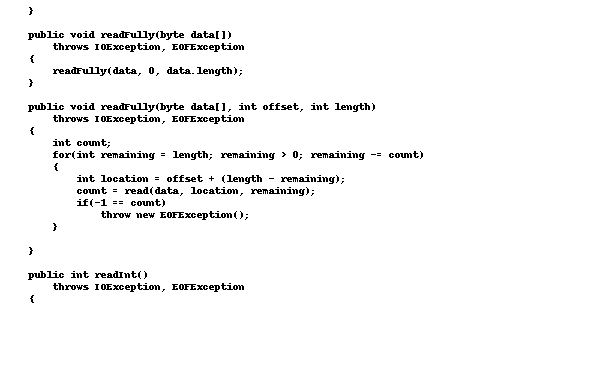 }
public void readFully(byte data[])
throws IOException, EOFException
{
readFully(data, 0, data.length);
}
public void readFully(byte data[], int offset, int length)
throws IOException, EOFException
{
int count;
for(int remaining = length; remaining > 0; remaining -= count)
{
int location = offset + (length - remaining);
count = read(data, location, remaining);
if(-1 == count)
throw new EOFException();
}
}
public int readInt()
throws IOException, EOFException
{